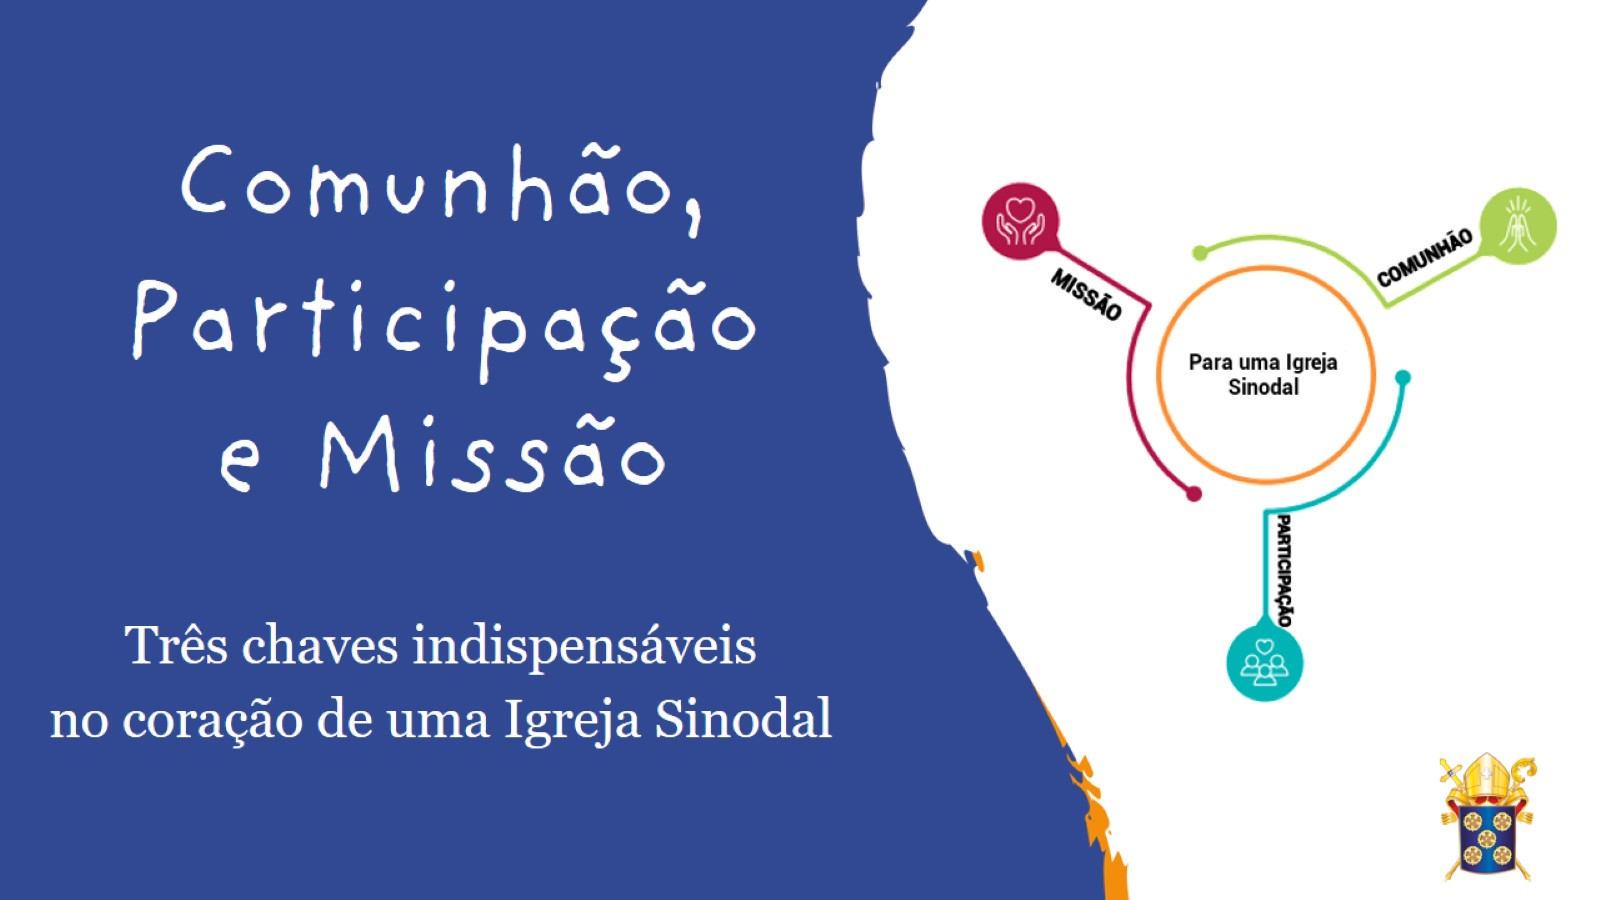 Comunhão,
Participação
e Missão
Três chaves indispensáveis
no coração de uma Igreja Sinodal
MISSÃO
COMUNHÃO
Para uma Igreja
Sinodal
PARTICIPAÇÃO